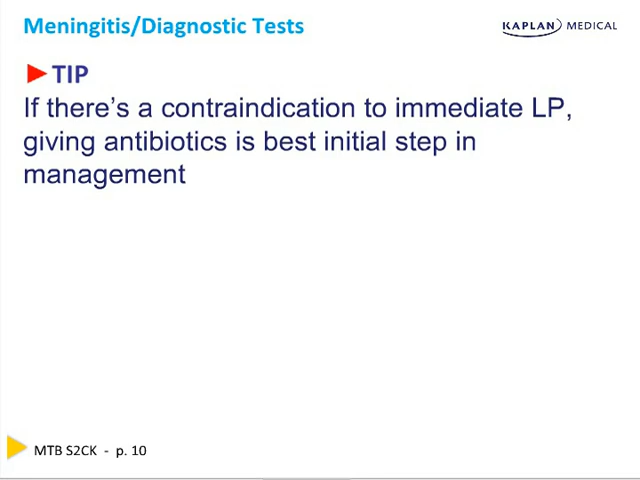 Meningitis/Diagnostic Tests
KAPLAN MEDICAL
TIP
If there's a contraindication to immediate LP,
giving antibiotics is best initial step in
management
MTB S2CK - p. 10